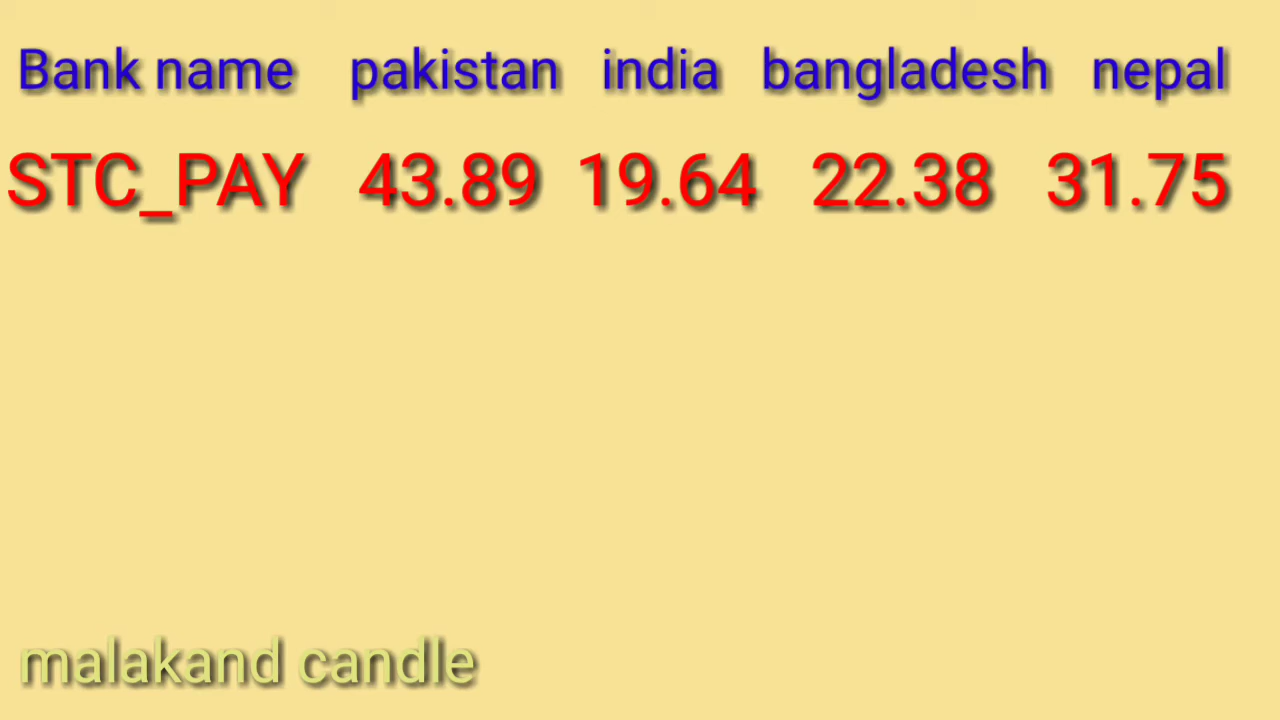 Bank name pakistan india bangladesh nepal
STC_PAY 43.89 19.64 22.38 31.75
malakand candle